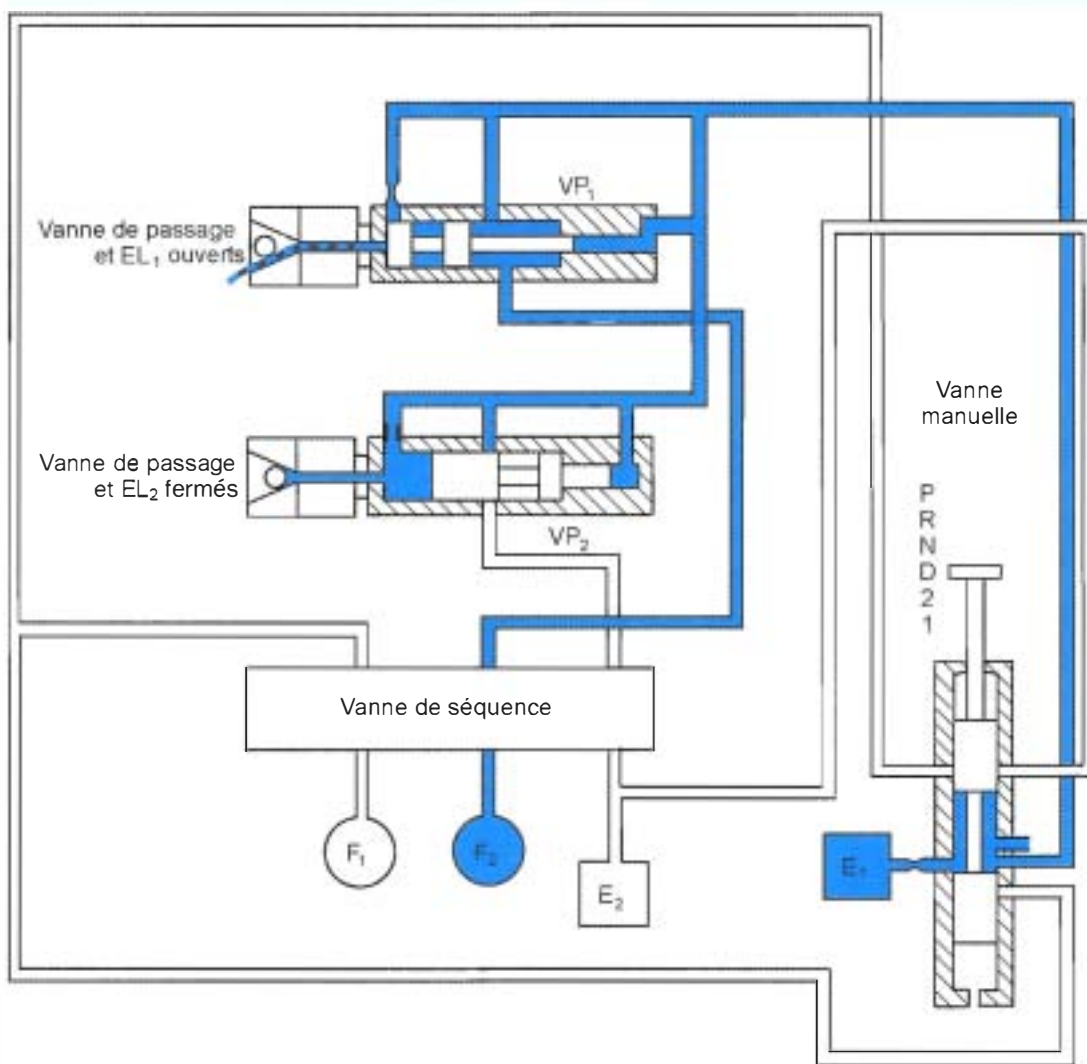 VP₁
Vanne de passage
et EL₁ ouverts
Vanne
manuelle
Vanne de passage
et EL₂ fermés
VP₂
P
R
N
D
2
1
Vanne de séquence
F₁
F₂
E₂
E₁